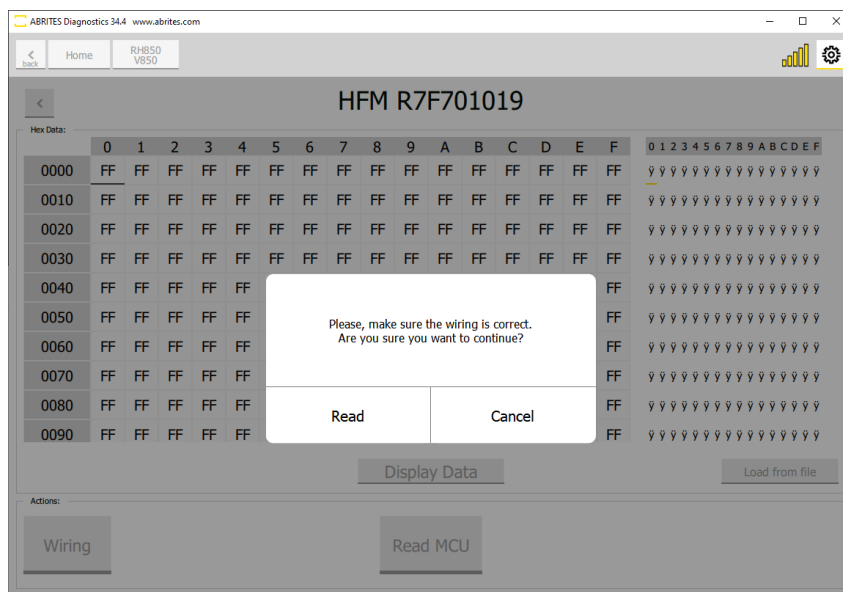 ABRITES Diagnostics 34.4 www.abrites.com
back
Home
RH850
V850
HFM R7F701019
Hex Data:
0 1 2 3 4 5 6 7 8 9 A B C D E F 0 1 2 3 4 5 6 7 8 9 A B C D E F
0000 FF FF FF FF FF FF FF FF FF FF FF FF FF FF FF FF ÿ ÿ ÿ ÿ ÿ ÿ ÿ ÿ ÿ ÿ ÿ ÿ ÿ ÿ ÿ ÿ
0010 FF FF FF FF FF FF FF FF FF FF FF FF FF FF FF FF ÿ ÿ ÿ ÿ ÿ ÿ ÿ ÿ ÿ ÿ ÿ ÿ ÿ ÿ ÿ ÿ
0020 FF FF FF FF FF FF FF FF FF FF FF FF FF FF FF FF ÿ ÿ ÿ ÿ ÿ ÿ ÿ ÿ ÿ ÿ ÿ ÿ ÿ ÿ ÿ ÿ
0030 FF FF FF FF FF FF FF FF FF FF FF FF FF FF FF FF ÿ ÿ ÿ ÿ ÿ ÿ ÿ ÿ ÿ ÿ ÿ ÿ ÿ ÿ ÿ ÿ
0040 FF FF FF FF FF FF ÿ ÿ ÿ ÿ ÿ ÿ ÿ ÿ ÿ ÿ ÿ ÿ ÿ ÿ ÿ ÿ
0050 FF FF FF FF FF FF ÿ ÿ ÿ ÿ ÿ ÿ ÿ ÿ ÿ ÿ ÿ ÿ ÿ ÿ ÿ ÿ
0060 FF FF FF FF FF FF ÿ ÿ ÿ ÿ ÿ ÿ ÿ ÿ ÿ ÿ ÿ ÿ ÿ ÿ ÿ ÿ
0070 FF FF FF FF FF FF ÿ ÿ ÿ ÿ ÿ ÿ ÿ ÿ ÿ ÿ ÿ ÿ ÿ ÿ ÿ ÿ
0080 FF FF FF FF FF FF ÿ ÿ ÿ ÿ ÿ ÿ ÿ ÿ ÿ ÿ ÿ ÿ ÿ ÿ ÿ ÿ
0090 FF FF FF FF FF FF ÿ ÿ ÿ ÿ ÿ ÿ ÿ ÿ ÿ ÿ ÿ ÿ ÿ ÿ ÿ ÿ
Please, make sure the wiring is correct.
Are you sure you want to continue?
Read
Cancel
Display Data
Load from file
Actions:
Wiring
Read MCU